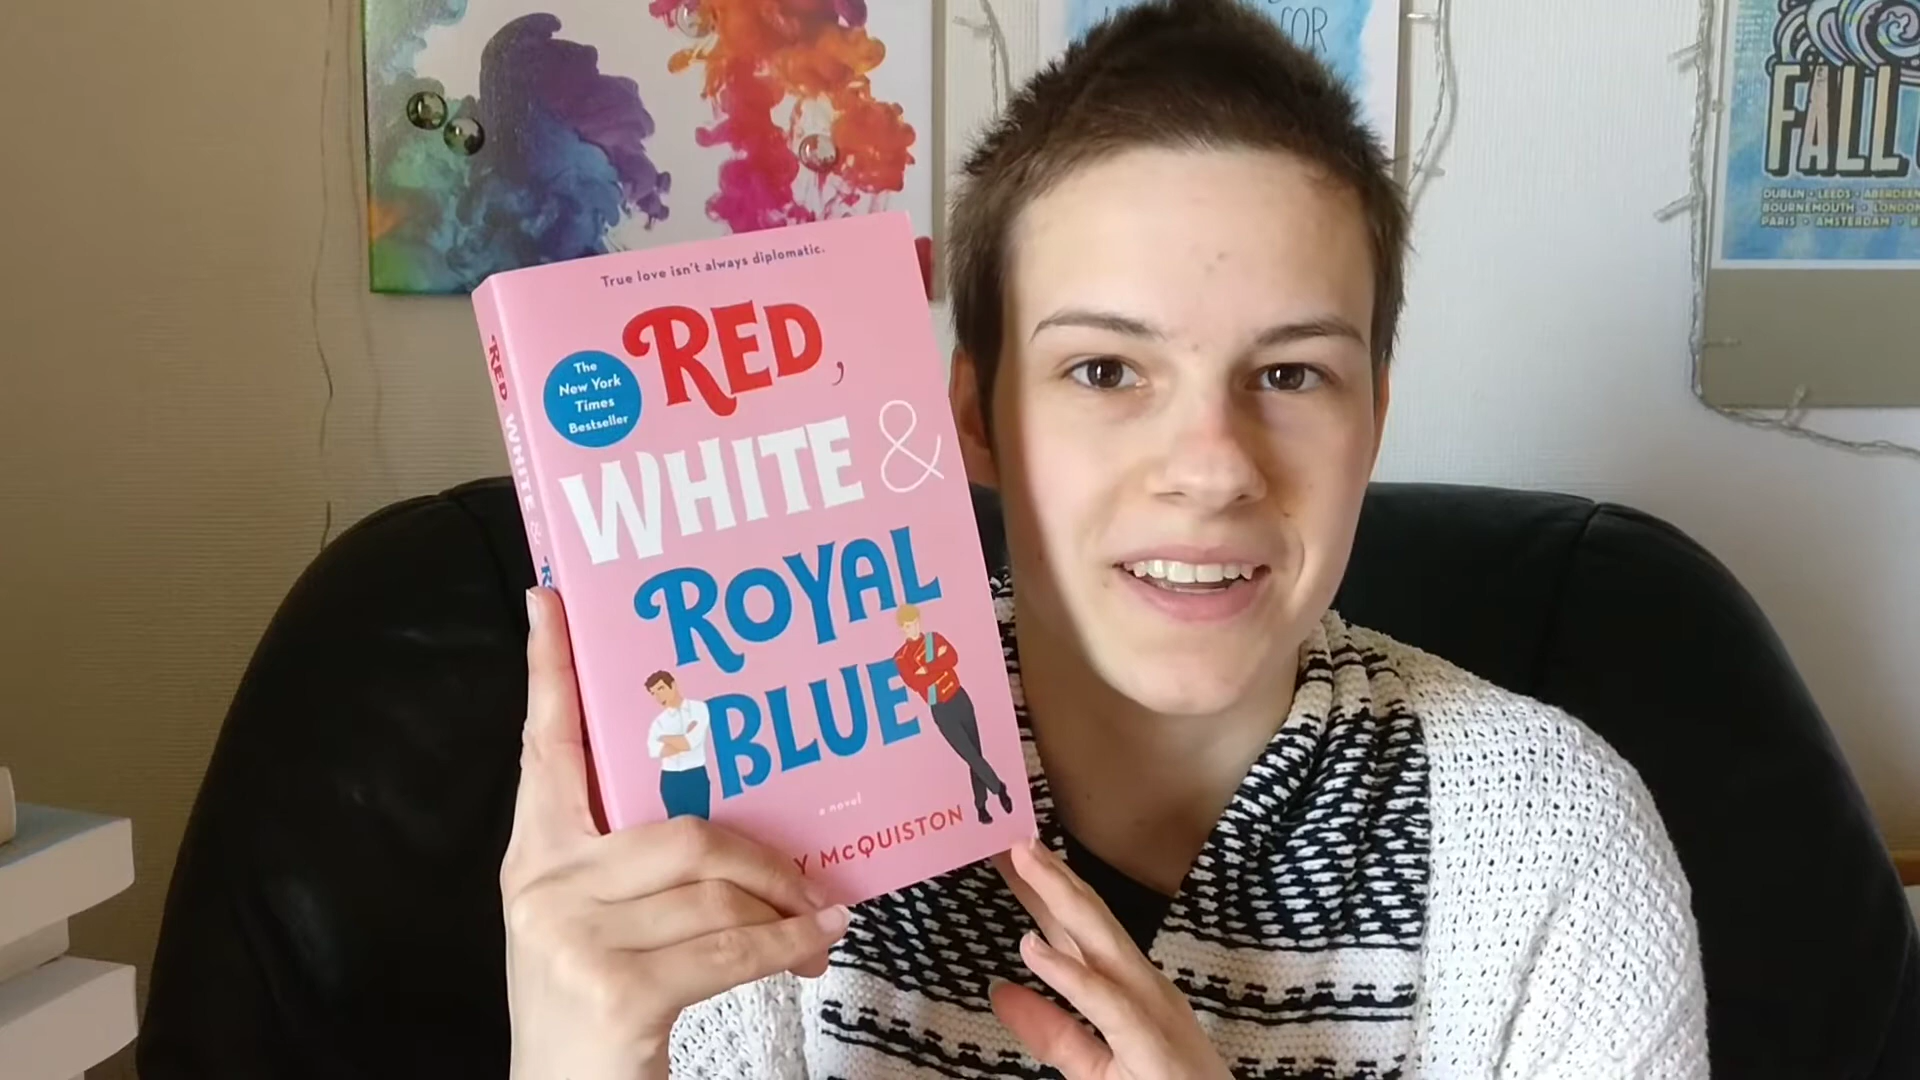 True love isn't always diplomatic.
RED,
The
New York
Times
Bestseller
WHITE &
ROYAL
BLUE
a novel
Y McQUISTON
RED WHITE & R
OR
FALL
DUBLIN • LEEDS • ABERDEEN
BOURNEMOUTH • LONDON
PARIS • AMSTERDAM • B